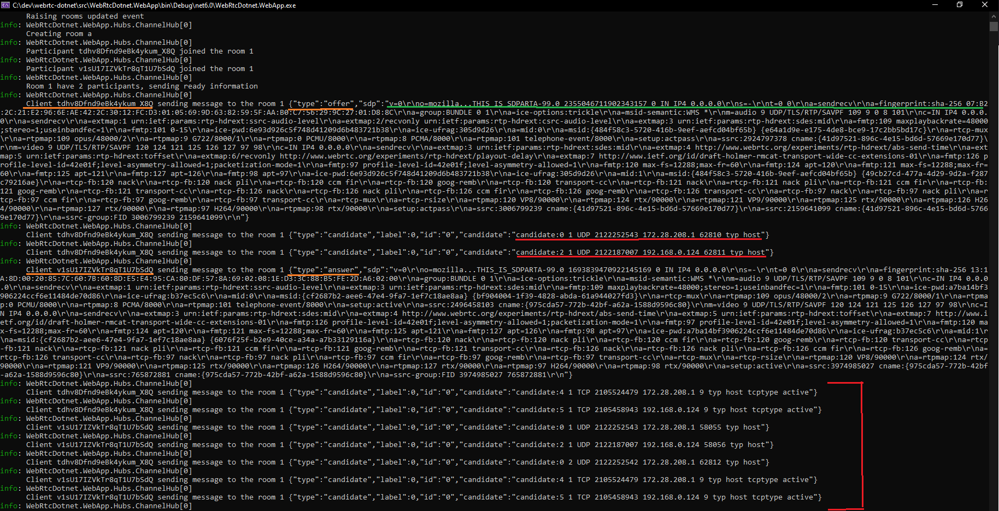 C:\dev\webrtc-dotnet\src\WebRtcDotnet.WebApp\bin\Debug\net6.0\WebRtcDotnet.WebApp.exe
Raising rooms updated event
info: WebRtcDotnet.WebApp.Hubs.ChannelHub[0]
Creating room a
info: WebRtcDotnet.WebApp.Hubs.ChannelHub[0]
Participant tdhv8Dfnd9eBk4ykum_X8Q joined the room 1
info: WebRtcDotnet.WebApp.Hubs.ChannelHub[0]
Participant v1sU17IZVkTr8qT1U7bSdQ joined the room 1
info: WebRtcDotnet.WebApp.Hubs.ChannelHub[0]
Room 1 have 2 participants, sending ready information
info: WebRtcDotnet.WebApp.Hubs.ChannelHub[0]
Client tdhv8Dfnd9eBk4ykum_X8Q sending message to the room 1 {"type":"offer","sdp":"v=0\r\no=mozilla...THIS_IS_SDPARTA-99.0 2355046711902343157 0 IN IP4 0.0.0.0\r\ns=-\r\nt=0 0\r\na=sendrecv\r\na=fingerprint:sha-256 07:B2
:2C:21:E2:96:6E:AE:42:2C:30:12:FC:D3:01:05:69:9D:63:82:59:5F:AA:B0:C7:56:29:9C:27:01:D8:8C\r\na=group:BUNDLE 0 1\r\na=ice-options:trickle\r\na=msid-semantic:WMS *\r\nm=audio 9 UDP/TLS/RTP/SAVPF 109 9 0 8 101\r\nc=IN IP4 0.0.0.
0\r\na=sendrecv\r\na=extmap:1 urn:ietf:params:rtp-hdrext:ssrc-audio-level\r\na=extmap:2/recvonly urn:ietf:params:rtp-hdrext:csrc-audio-level\r\na=extmap:3 urn:ietf:params:rtp-hdrext:sdes:mid\r\na=fmtp:109 maxplaybackrate=48000
;stereo=1;useinbandfec=1\r\na=fmtp:101 0-15\r\na=ice-pwd:6e93d926c5f748d41209d6b483721b38\r\na=ice-ufrag:305d9d26\r\na=mid:0\r\na=msid:{484f58c3-5720-416b-9eef-aefcd04bf65b} {e64a1d9e-e175-4de8-bce9-17c2bb5bd17c}\r\na=rtcp-mux
\r\na=rtpmap:109 opus/48000/2\r\na=rtpmap:9 G722/8000/1\r\na=rtpmap:0 PCMU/8000\r\na=rtpmap:8 PCMA/8000\r\na=rtpmap:101 telephone-event/8000\r\na=setup:actpass\r\na=ssrc:2924797378 cname:{41d97521-896c-4e15-bd6d-57669e170d77}\
r\nm=video 9 UDP/TLS/RTP/SAVPF 120 124 121 125 126 127 97 98\r\nc=IN IP4 0.0.0.0\r\na=sendrecv\r\na=extmap:3 urn:ietf:params:rtp-hdrext:sdes:mid\r\na=extmap:4 http://www.webrtc.org/experiments/rtp-hdrext/abs-send-time\r\na=ext
map:5 urn:ietf:params:rtp-hdrext:toffset\r\na=extmap:6/recvonly http://www.webrtc.org/experiments/rtp-hdrext/playout-delay\r\na=extmap:7 http://www.ietf.org/id/draft-holmer-rmcat-transport-wide-cc-extensions-01\r\na=fmtp:126 p
rofile-level-id=42e01f;level-asymmetry-allowed=1;packetization-mode=1\r\na=fmtp:97 profile-level-id=42e01f;level-asymmetry-allowed=1\r\na=fmtp:120 max-fs=12288;max-fr=60\r\na=fmtp:124 apt=120\r\na=fmtp:121 max-fs=12288;max-fr=
60\r\na=fmtp:125 apt=121\r\na=fmtp:127 apt=126\r\na=fmtp:98 apt=97\r\na=ice-pwd:6e93d926c5f748d41209d6b483721b38\r\na=ice-ufrag:305d9d26\r\na=mid:1\r\na=msid:{484f58c3-5720-416b-9eef-aefcd04bf65b} {49cb27cd-477a-4d29-9d2a-f287
c79216ae}\r\na=rtcp-fb:120 nack\r\na=rtcp-fb:120 nack pli\r\na=rtcp-fb:120 ccm fir\r\na=rtcp-fb:120 goog-remb\r\na=rtcp-fb:120 transport-cc\r\na=rtcp-fb:121 nack\r\na=rtcp-fb:121 nack pli\r\na=rtcp-fb:121 ccm fir\r\na=rtcp-fb:
121 goog-remb\r\na=rtcp-fb:121 transport-cc\r\na=rtcp-fb:126 nack\r\na=rtcp-fb:126 nack pli\r\na=rtcp-fb:126 ccm fir\r\na=rtcp-fb:126 goog-remb\r\na=rtcp-fb:126 transport-cc\r\na=rtcp-fb:97 nack\r\na=rtcp-fb:97 nack pli\r\na=r
tcp-fb:97 ccm fir\r\na=rtcp-fb:97 goog-remb\r\na=rtcp-fb:97 transport-cc\r\na=rtcp-mux\r\na=rtcp-rsize\r\na=rtpmap:120 VP8/90000\r\na=rtpmap:124 rtx/90000\r\na=rtpmap:121 VP9/90000\r\na=rtpmap:125 rtx/90000\r\na=rtpmap:126 H26
4/90000\r\na=rtpmap:127 rtx/90000\r\na=rtpmap:97 H264/90000\r\na=rtpmap:98 rtx/90000\r\na=setup:actpass\r\na=ssrc:3006799239 cname:{41d97521-896c-4e15-bd6d-57669e170d77}\r\na=ssrc:2159641099 cname:{41d97521-896c-4e15-bd6d-5766
9e170d77}\r\na=ssrc-group:FID 3006799239 2159641099\r\n"}
info: WebRtcDotnet.WebApp.Hubs.ChannelHub[0]
Client tdhv8Dfnd9eBk4ykum_X8Q sending message to the room 1 {"type":"candidate","label":0,"id":"0","candidate":"candidate:0 1 UDP 2122252543 172.28.208.1 62810 typ host"}
info: WebRtcDotnet.WebApp.Hubs.ChannelHub[0]
Client tdhv8Dfnd9eBk4ykum_X8Q sending message to the room 1 {"type":"candidate","label":0,"id":"0","candidate":"candidate:2 1 UDP 2122187007 192.168.0.124 62811 typ host"}
info: WebRtcDotnet.WebApp.Hubs.ChannelHub[0]
Client v1sU17IZVkTr8qT1U7bSdQ sending message to the room 1 {"type":"answer","sdp":"v=0\r\no=mozilla...THIS_IS_SDPARTA-99.0 1693839470922145169 0 IN IP4 0.0.0.0\r\ns=-\r\nt=0 0\r\na=sendrecv\r\na=fingerprint:sha-256 13:1
A:8D:00:20:85:7C:60:7B:60:8D:E5:E4:95:CA:80:DF:57:8A:69:02:08:1E:D3:3C:8B:B5:FE:2D:A6:02:00\r\na=group:BUNDLE 0 1\r\na=ice-options:trickle\r\na=msid-semantic:WMS *\r\nm=audio 9 UDP/TLS/RTP/SAVPF 109 9 0 8 101\r\nc=IN IP4 0.0.0
.0\r\na=sendrecv\r\na=extmap:1 urn:ietf:params:rtp-hdrext:ssrc-audio-level\r\na=extmap:3 urn:ietf:params:rtp-hdrext:sdes:mid\r\na=fmtp:109 maxplaybackrate=48000;stereo=1;useinbandfec=1\r\na=fmtp:101 0-15\r\na=ice-pwd:a7ba14bf3
906224ccf6e11484de70d86\r\na=ice-ufrag:b37ec5c6\r\na=mid:0\r\na=msid:{cf2687b2-aee6-47e4-9fa7-1ef7c18ae8aa} {bf904004-1f39-4828-abda-61a944027fd3}\r\na=rtcp-mux\r\na=rtpmap:109 opus/48000/2\r\na=rtpmap:9 G722/8000/1\r\na=rtpma
p:0 PCMU/8000\r\na=rtpmap:8 PCMA/8000\r\na=rtpmap:101 telephone-event/8000\r\na=setup:active\r\na=ssrc:2496458103 cname:{975cda57-772b-42bf-a62a-1588d9596c80}\r\nm=video 9 UDP/TLS/RTP/SAVPF 120 124 121 125 126 127 97 98\r\nc=I
N IP4 0.0.0.0\r\na=sendrecv\r\na=extmap:3 urn:ietf:params:rtp-hdrext:sdes:mid\r\na=extmap:4 http://www.webrtc.org/experiments/rtp-hdrext/abs-send-time\r\na=extmap:5 urn:ietf:params:rtp-hdrext:toffset\r\na=extmap:7 http://www.i
etf.org/id/draft-holmer-rmcat-transport-wide-cc-extensions-01\r\na=fmtp:126 profile-level-id=42e01f;level-asymmetry-allowed=1;packetization-mode=1\r\na=fmtp:97 profile-level-id=42e01f;level-asymmetry-allowed=1\r\na=fmtp:120 ma
x-fs=12288;max-fr=60\r\na=fmtp:124 apt=120\r\na=fmtp:121 max-fs=12288;max-fr=60\r\na=fmtp:125 apt=121\r\na=fmtp:127 apt=126\r\na=fmtp:98 apt=97\r\na=ice-pwd:a7ba14bf3906224ccf6e11484de70d86\r\na=ice-ufrag:b37ec5c6\r\na=mid:1\r
\na=msid:{cf2687b2-aee6-47e4-9fa7-1ef7c18ae8aa} {6076f25f-b2e9-40ce-a34a-a7b33129116a}\r\na=rtcp-fb:120 nack\r\na=rtcp-fb:120 nack pli\r\na=rtcp-fb:120 ccm fir\r\na=rtcp-fb:120 goog-remb\r\na=rtcp-fb:120 transport-cc\r\na=rtcp
-fb:121 nack\r\na=rtcp-fb:121 nack pli\r\na=rtcp-fb:121 ccm fir\r\na=rtcp-fb:121 goog-remb\r\na=rtcp-fb:121 transport-cc\r\na=rtcp-fb:126 nack\r\na=rtcp-fb:126 nack pli\r\na=rtcp-fb:126 ccm fir\r\na=rtcp-fb:126 goog-remb\r\na=
rtcp-fb:126 transport-cc\r\na=rtcp-fb:97 nack\r\na=rtcp-fb:97 nack pli\r\na=rtcp-fb:97 ccm fir\r\na=rtcp-fb:97 goog-remb\r\na=rtcp-fb:97 transport-cc\r\na=rtcp-mux\r\na=rtcp-rsize\r\na=rtpmap:120 VP8/90000\r\na=rtpmap:124 rtx/
90000\r\na=rtpmap:121 VP9/90000\r\na=rtpmap:125 rtx/90000\r\na=rtpmap:126 H264/90000\r\na=rtpmap:127 rtx/90000\r\na=rtpmap:97 H264/90000\r\na=rtpmap:98 rtx/90000\r\na=setup:active\r\na=ssrc:3974985027 cname:{975cda57-772b-42bf
-a62a-1588d9596c80}\r\na=ssrc:765872881 cname:{975cda57-772b-42bf-a62a-1588d9596c80}\r\na=ssrc-group:FID 3974985027 765872881\r\n"}
info: WebRtcDotnet.WebApp.Hubs.ChannelHub[0]
Client tdhv8Dfnd9eBk4ykum_X8Q sending message to the room 1 {"type":"candidate","label":0,"id":"0","candidate":"candidate:4 1 TCP 2105524479 172.28.208.1 9 typ host tcptype active"}
info: WebRtcDotnet.WebApp.Hubs.ChannelHub[0]
Client tdhv8Dfnd9eBk4ykum_X8Q sending message to the room 1 {"type":"candidate","label":0,"id":"0","candidate":"candidate:5 1 TCP 2105458943 192.168.0.124 9 typ host tcptype active"}
info: WebRtcDotnet.WebApp.Hubs.ChannelHub[0]
Client v1sU17IZVkTr8qT1U7bSdQ sending message to the room 1 {"type":"candidate","label":0,"id":"0","candidate":"candidate:0 1 UDP 2122252543 172.28.208.1 58055 typ host"}
info: WebRtcDotnet.WebApp.Hubs.ChannelHub[0]
Client v1sU17IZVkTr8qT1U7bSdQ sending message to the room 1 {"type":"candidate","label":0,"id":"0","candidate":"candidate:2 1 UDP 2122187007 192.168.0.124 58056 typ host"}
info: WebRtcDotnet.WebApp.Hubs.ChannelHub[0]
Client tdhv8Dfnd9eBk4ykum_X8Q sending message to the room 1 {"type":"candidate","label":0,"id":"0","candidate":"candidate:0 2 UDP 2122252542 172.28.208.1 62812 typ host"}
info: WebRtcDotnet.WebApp.Hubs.ChannelHub[0]
Client v1sU17IZVkTr8qT1U7bSdQ sending message to the room 1 {"type":"candidate","label":0,"id":"0","candidate":"candidate:4 1 TCP 2105524479 172.28.208.1 9 typ host tcptype active"}
info: WebRtcDotnet.WebApp.Hubs.ChannelHub[0]
Client v1sU17IZVkTr8qT1U7bSdQ sending message to the room 1 {"type":"candidate","label":0,"id":"0","candidate":"candidate:5 1 TCP 2105458943 192.168.0.124 9 typ host tcptype active"}
info: WebRtcDotnet.WebApp.Hubs.ChannelHub[0]